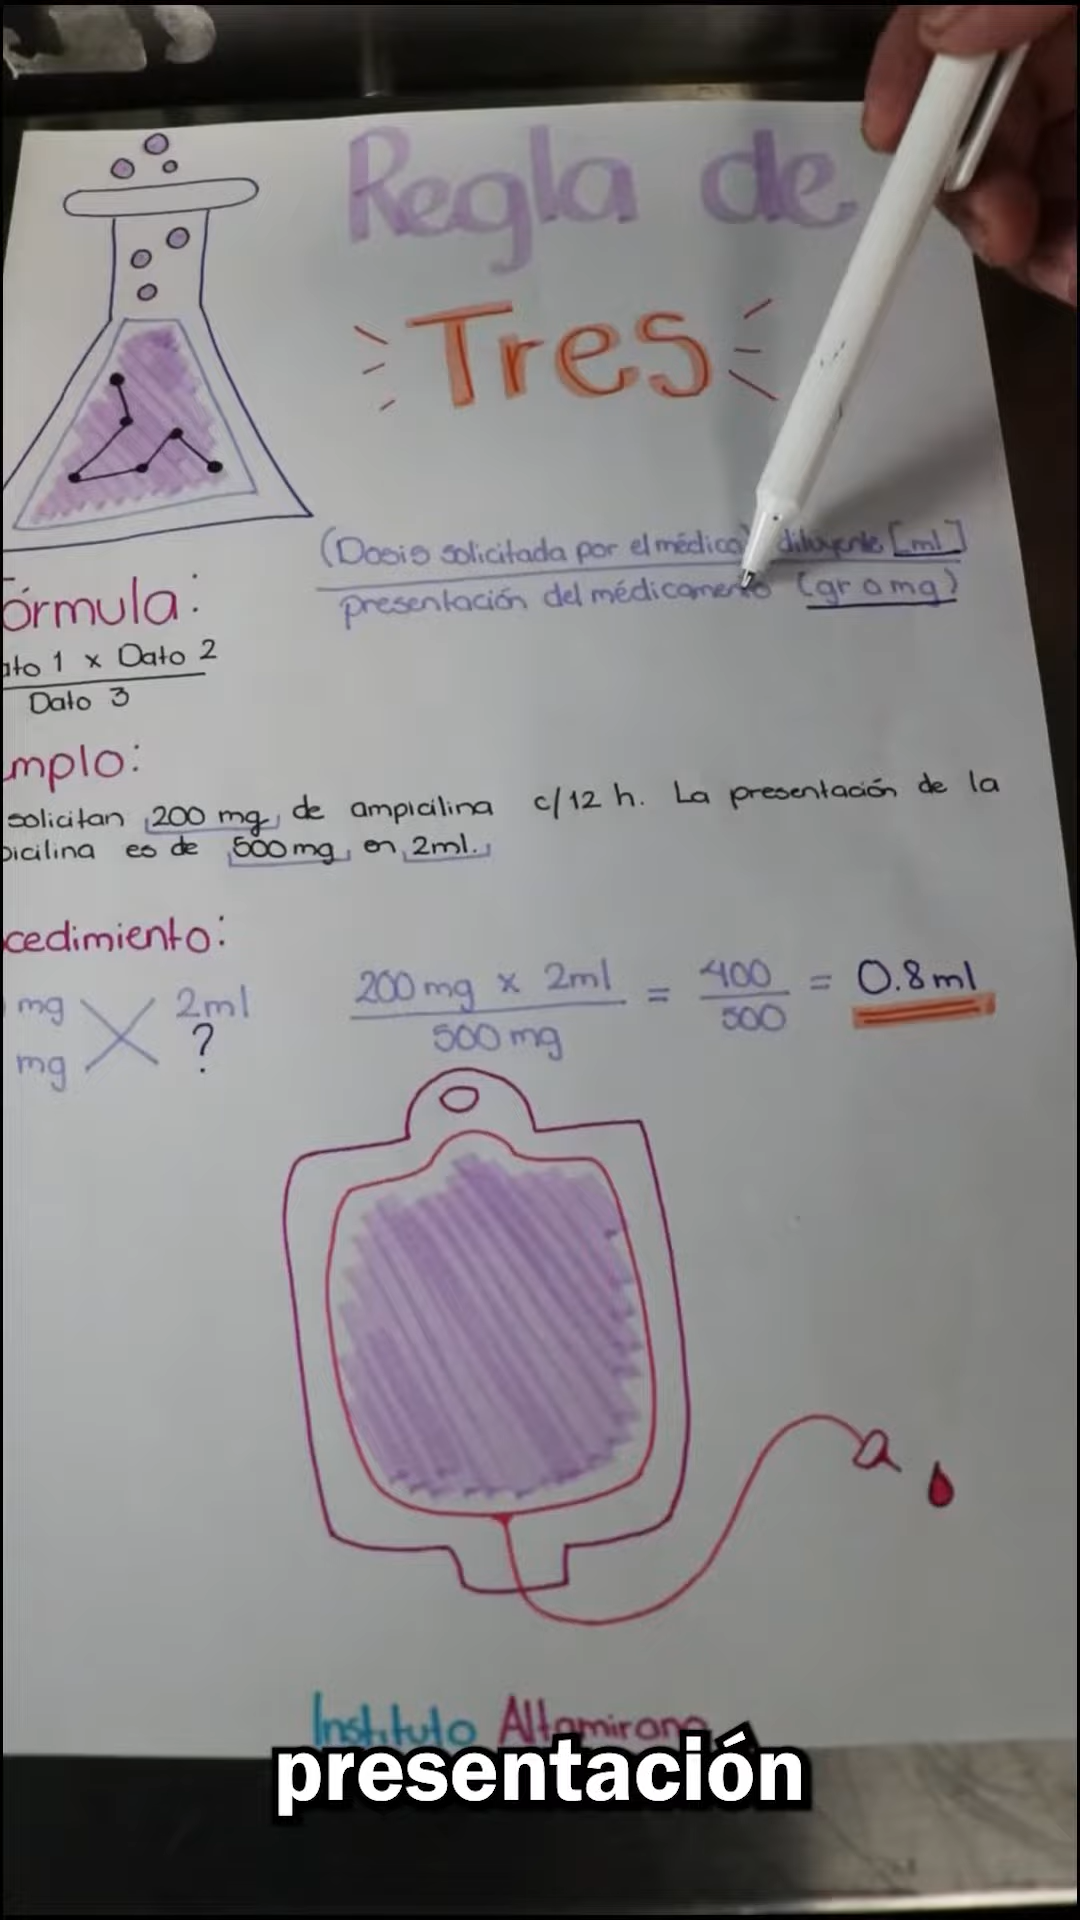 Regla de
Tres
(Dosis solicitada por el médico) diluyente [ml]
presentación del médicamento (gr o mg)
órmula:
ato 1 x Dato 2
Dato 3
mplo:
solicitan 200 mg de ampicilina c/12 h. La presentación de la
picilina es de 500 mg en 2ml.
cedimiento:
mg 2ml
mg ?
200 mg x 2ml = 400 = 0.8 ml
500 mg 500
Instituto Altamirano
presentación